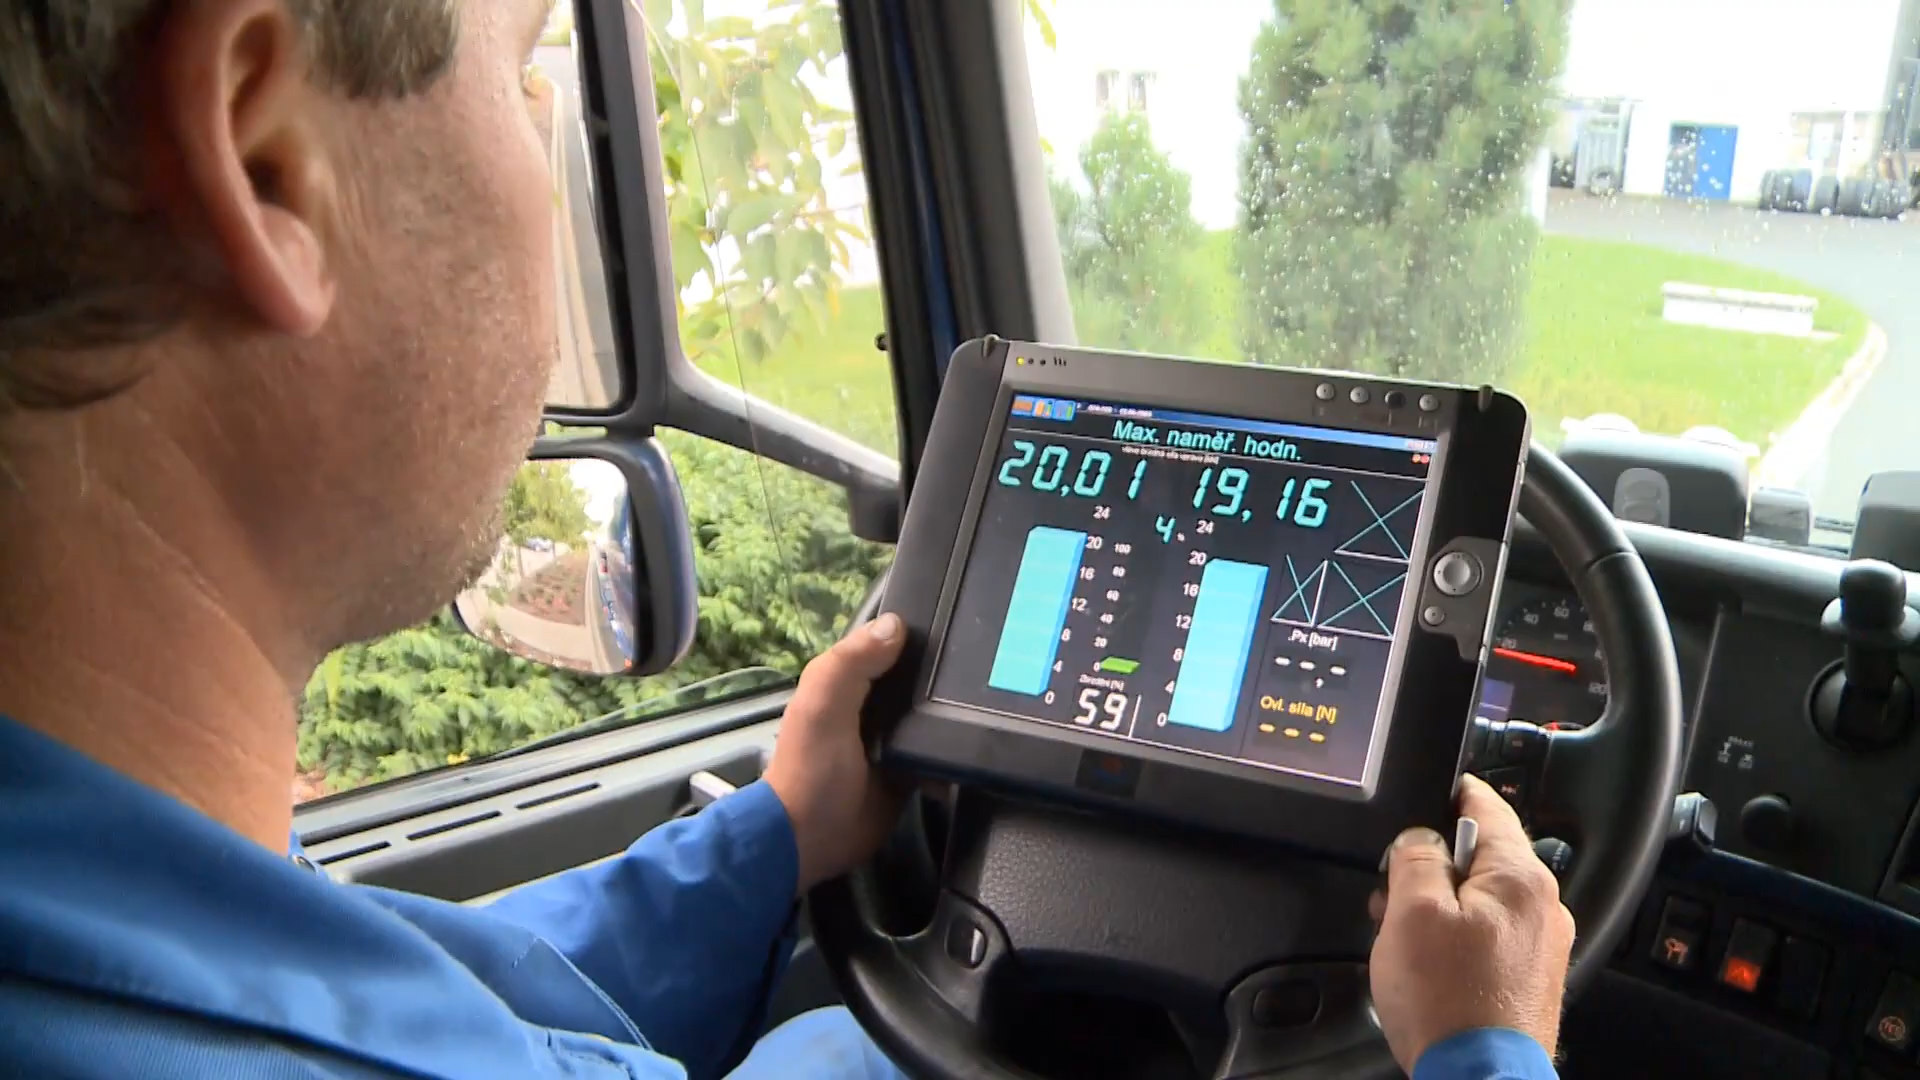 Max. naměř. hodn.
20,01 19,16
24 4 % 24
20 100 20
16 80 16
12 60 12
8 40 8
4 20 4
0 0 0
Zbrzdění [%]
59
.Px [bar]
- - -
Ovl. síla [N]
- - -